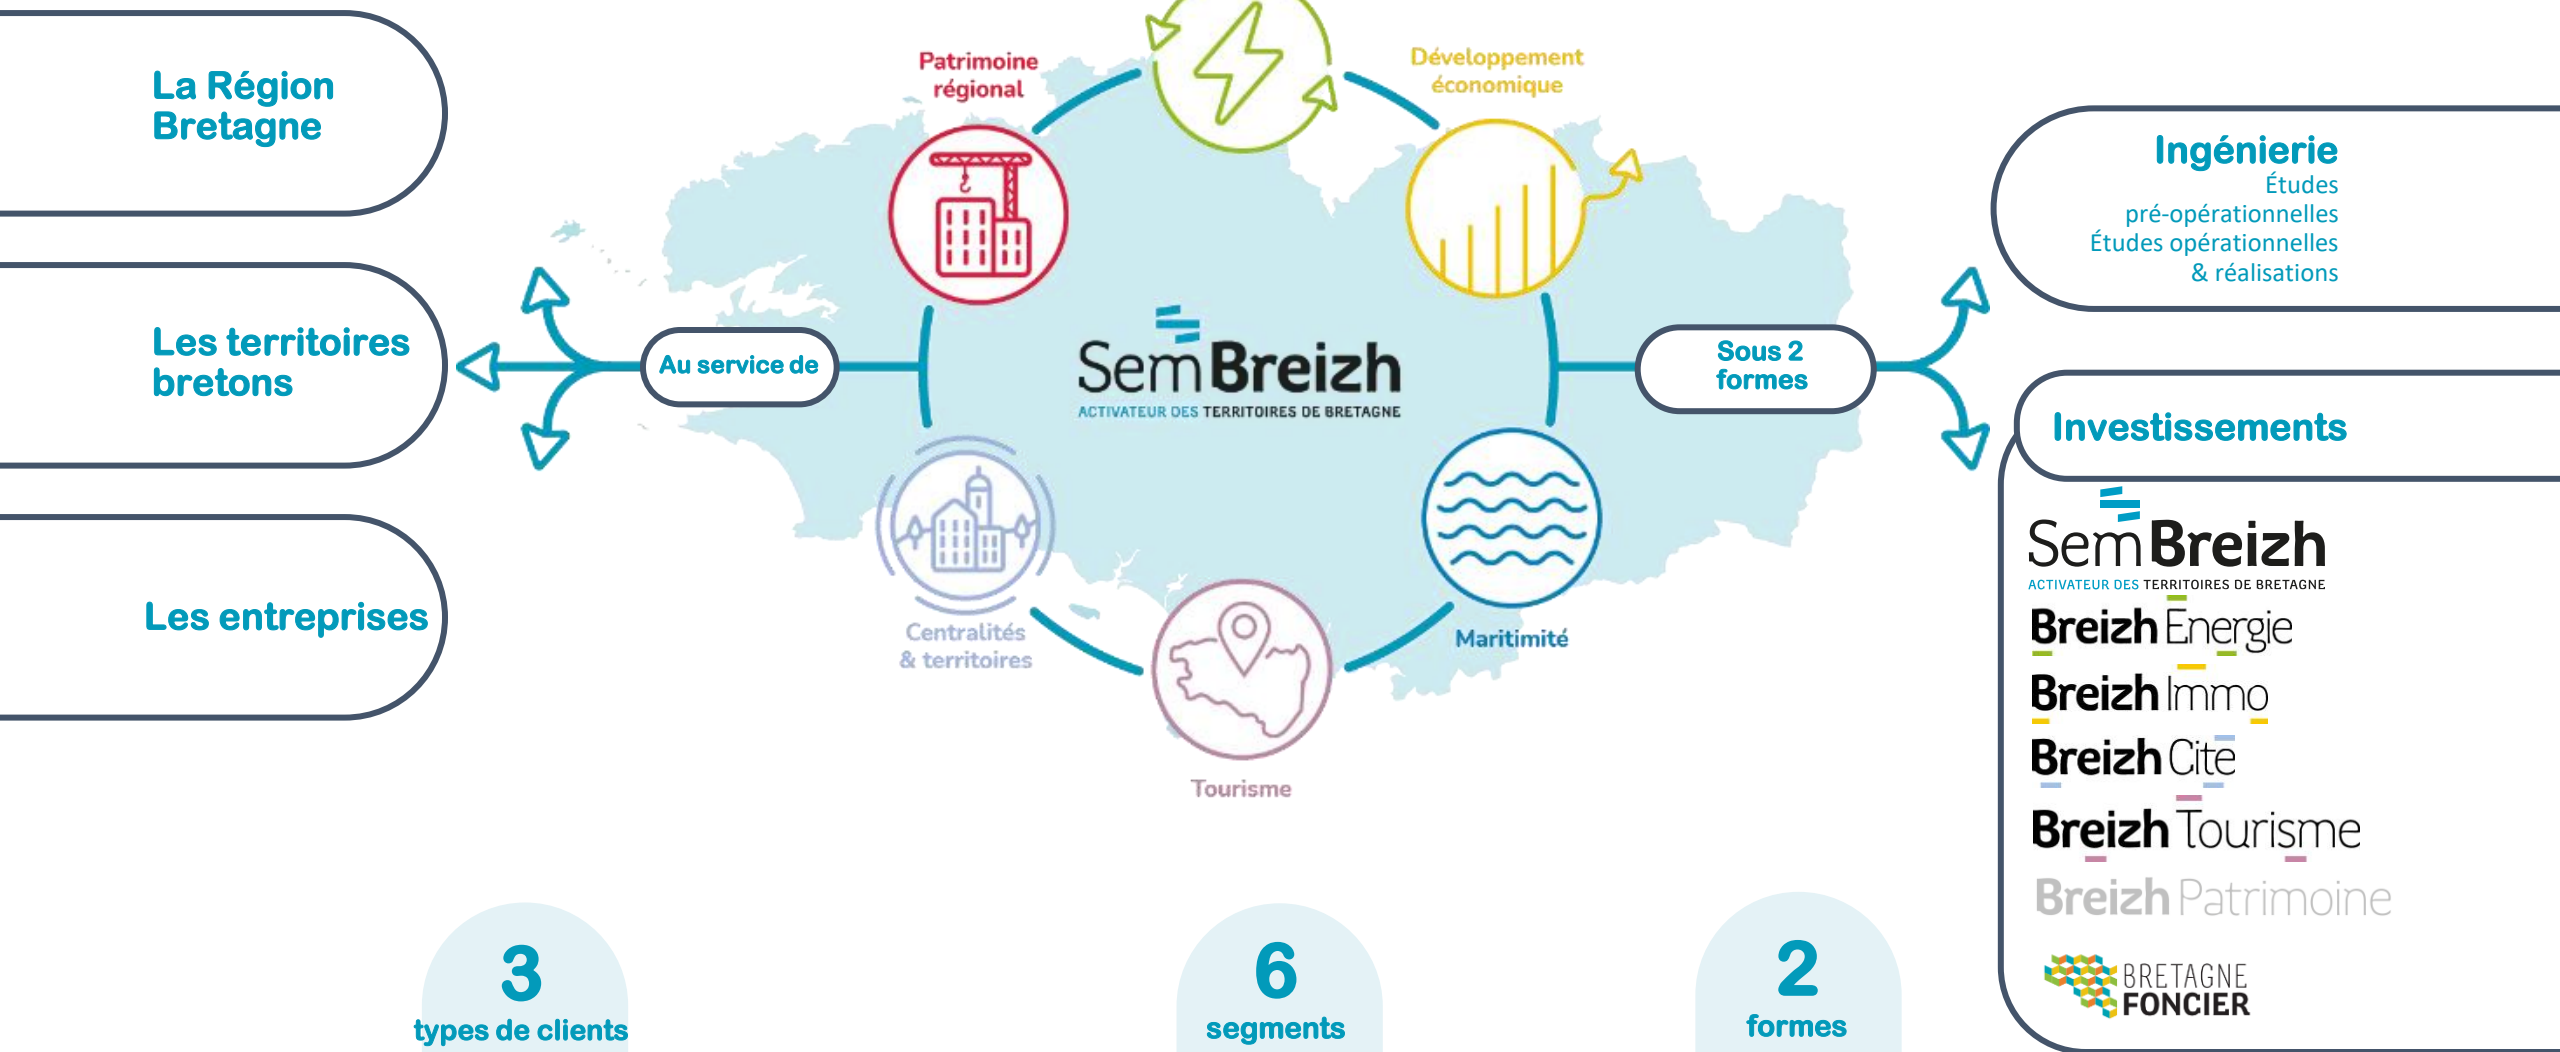 La Région
Bretagne
Les territoires
bretons
Les entreprises
Au service de
Patrimoine
régional
Développement
économique
SemBreizh
ACTIVATEUR DES TERRITOIRES DE BRETAGNE
Centralités
& territoires
Maritimité
Tourisme
Sous 2
formes
Ingénierie
Études
pré-opérationnelles
Études opérationnelles
& réalisations
Investissements
SemBreizh
ACTIVATEUR DES TERRITOIRES DE BRETAGNE
Breizh Energie
Breizh Immo
Breizh Cite
Breizh Tourisme
Breizh Patrimoine
BRETAGNE
FONCIER
3
types de clients
6
segments
2
formes